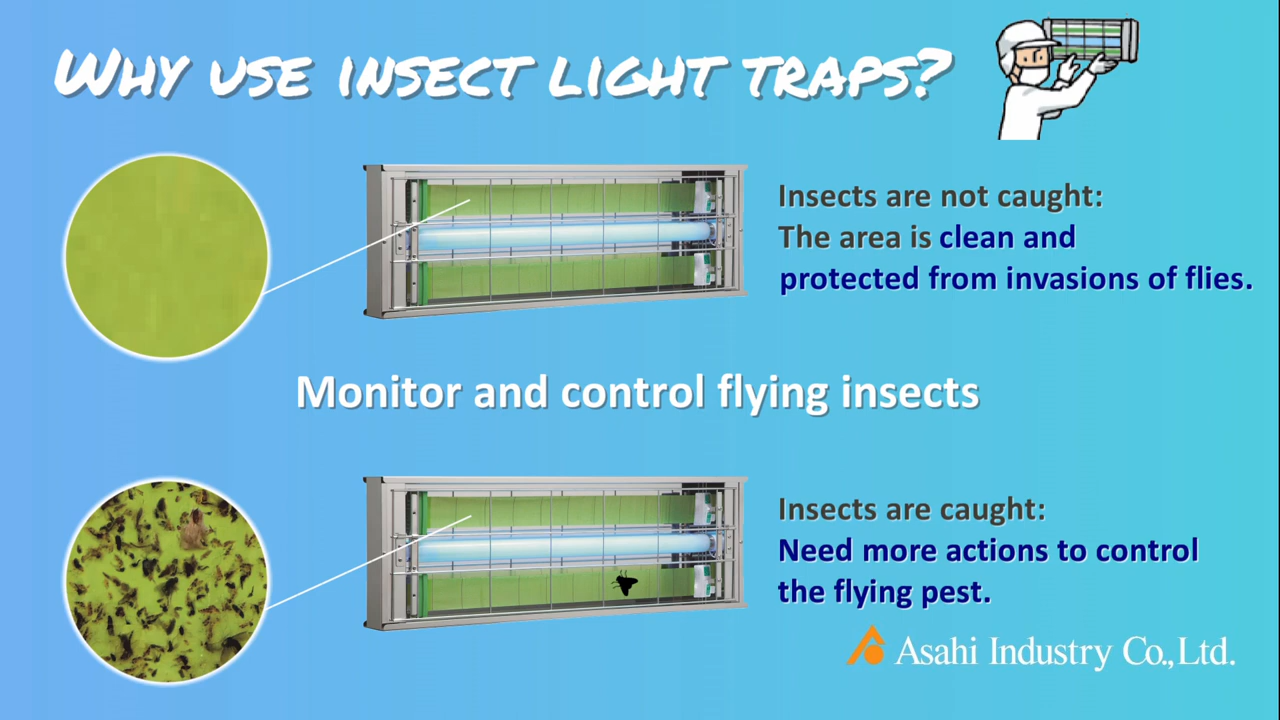 WHY USE INSECT LIGHT TRAPS?
Insects are not caught:
The area is clean and
protected from invasions of flies.
Monitor and control flying insects
Insects are caught:
Need more actions to control
the flying pest.
Asahi Industry Co.,Ltd.